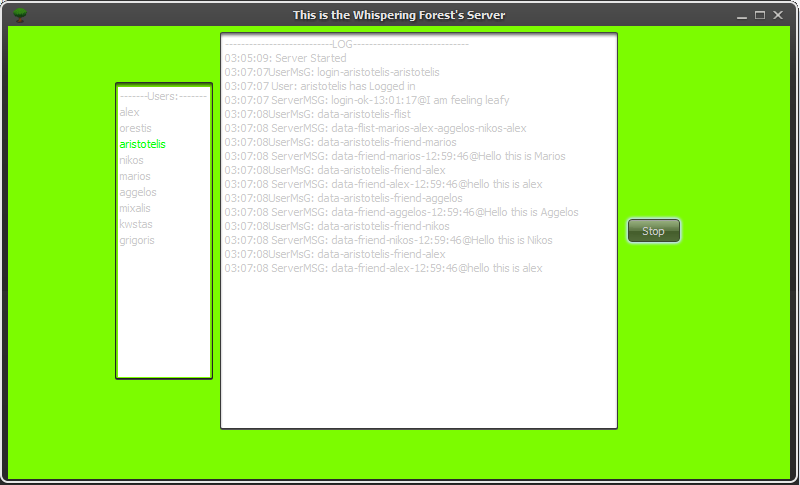 This is the Whispering Forest's Server
-------Users:-------
alex
orestis
aristotelis
nikos
marios
aggelos
mixalis
kwstas
grigoris
---------------------------LOG-----------------------------
03:05:09: Server Started
03:07:07UserMsG: login-aristotelis-aristotelis
03:07:07 User: aristotelis has Logged in
03:07:07 ServerMSG: login-ok-13:01:17@I am feeling leafy
03:07:08UserMsG: data-aristotelis-flist
03:07:08 ServerMSG: data-flist-marios-alex-aggelos-nikos-alex
03:07:08UserMsG: data-aristotelis-friend-marios
03:07:08 ServerMSG: data-friend-marios-12:59:46@Hello this is Marios
03:07:08UserMsG: data-aristotelis-friend-alex
03:07:08 ServerMSG: data-friend-alex-12:59:46@hello this is alex
03:07:08UserMsG: data-aristotelis-friend-aggelos
03:07:08 ServerMSG: data-friend-aggelos-12:59:46@Hello this is Aggelos
03:07:08UserMsG: data-aristotelis-friend-nikos
03:07:08 ServerMSG: data-friend-nikos-12:59:46@Hello this is Nikos
03:07:08UserMsG: data-aristotelis-friend-alex
03:07:08 ServerMSG: data-friend-alex-12:59:46@hello this is alex
Stop